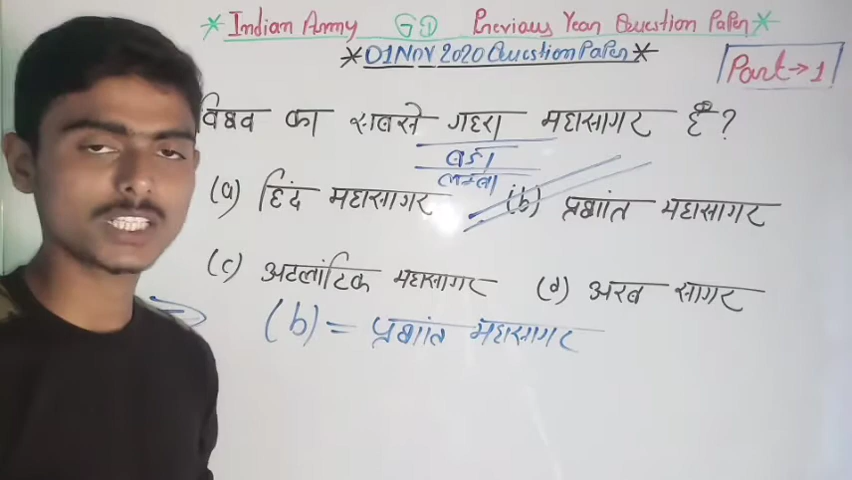 * Indian Army GD Previous Year Question Paper *
* 01 Nov 2020 Question Paper *
Part → 1
विश्व का सबसे गहरा महासागर है ?
बड़ा
लम्बा
(a) हिंद महासागर (b) प्रशांत महासागर
(c) अटलांटिक महासागर (d) अरब सागर
(b) = प्रशांत महासागर